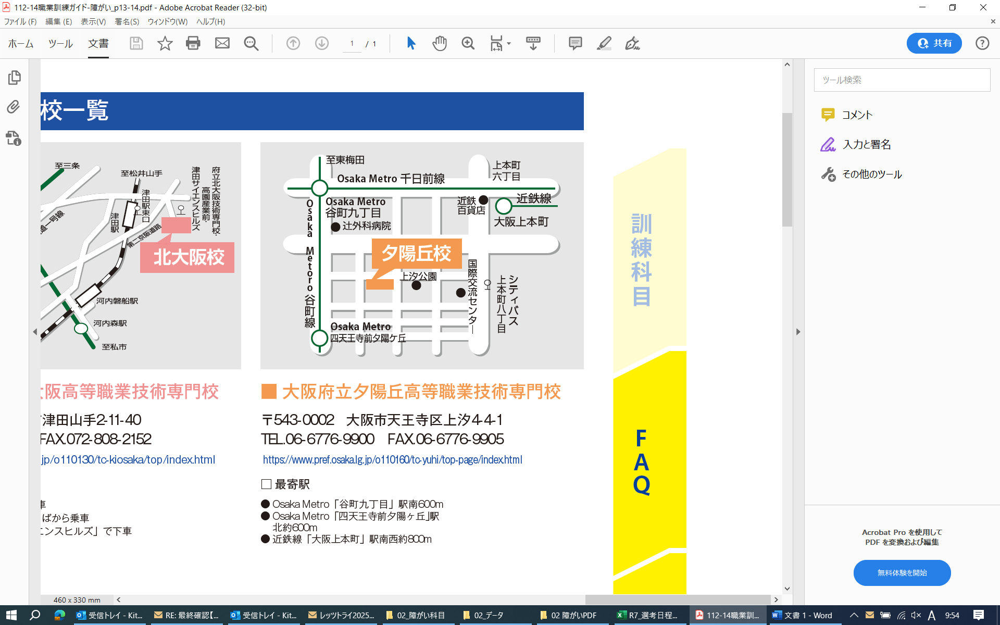 112-14職業訓練ガイド-障がい_p13-14.pdf - Adobe Acrobat Reader (32-bit)
ファイル (F) 編集 (E) 表示(V) 署名(S) ウィンドウ(W) ヘルプ(H)
ホーム ツール 文書 1 / 1 共有
ツール検索
コメント
入力と署名
その他のツール
校一覧
至三条
至松井山手
津田駅東口
津田駅
道一号線
第二京阪道路
津田サイエンスヒルズ
高園産業前・
府立北大阪技術専門校・
北大阪校
河内磐船駅
河内森駅
至私市
至東梅田
Osaka Metro 千日前線
上本町
六丁目
Osaka Metro
谷町九丁目
辻外科病院
近鉄
百貨店
近鉄線
大阪上本町
Osaka Metoro 谷町線
夕陽丘校
上汐公園
国際交流センター
上本町八丁目
シティバス
Osaka Metro
四天王寺前夕陽ケ丘
大阪高等職業技術専門校
津田山手2-11-40
FAX.072-808-2152
jp/o110130/tc-kiosaka/top/index.html
車
ばから乗車
エンスヒルズ」で下車
■ 大阪府立夕陽丘高等職業技術専門校
〒543-0002 大阪市天王寺区上汐4-4-1
TEL.06-6776-9900 FAX.06-6776-9905
https://www.pref.osaka.lg.jp/o110160/tc-yuhi/top-page/index.html
□ 最寄駅
● Osaka Metro「谷町九丁目」駅南600m
● Osaka Metro「四天王寺前夕陽ヶ丘」駅
北約600m
● 近鉄線「大阪上本町」駅南西約800m
訓練科目
FAQ
Acrobat Pro を使用して
PDF を変換および編集
無料体験を開始
460 x 330 mm
受信トレイ - Kit... RE: 最終確認【... 受信トレイ - Kit... レッツトライ2025... 02_障がい科目 02_データ 02 障がいPDF R7_選考日程... 112-14職業訓... 文書 1 - Word A 9:54